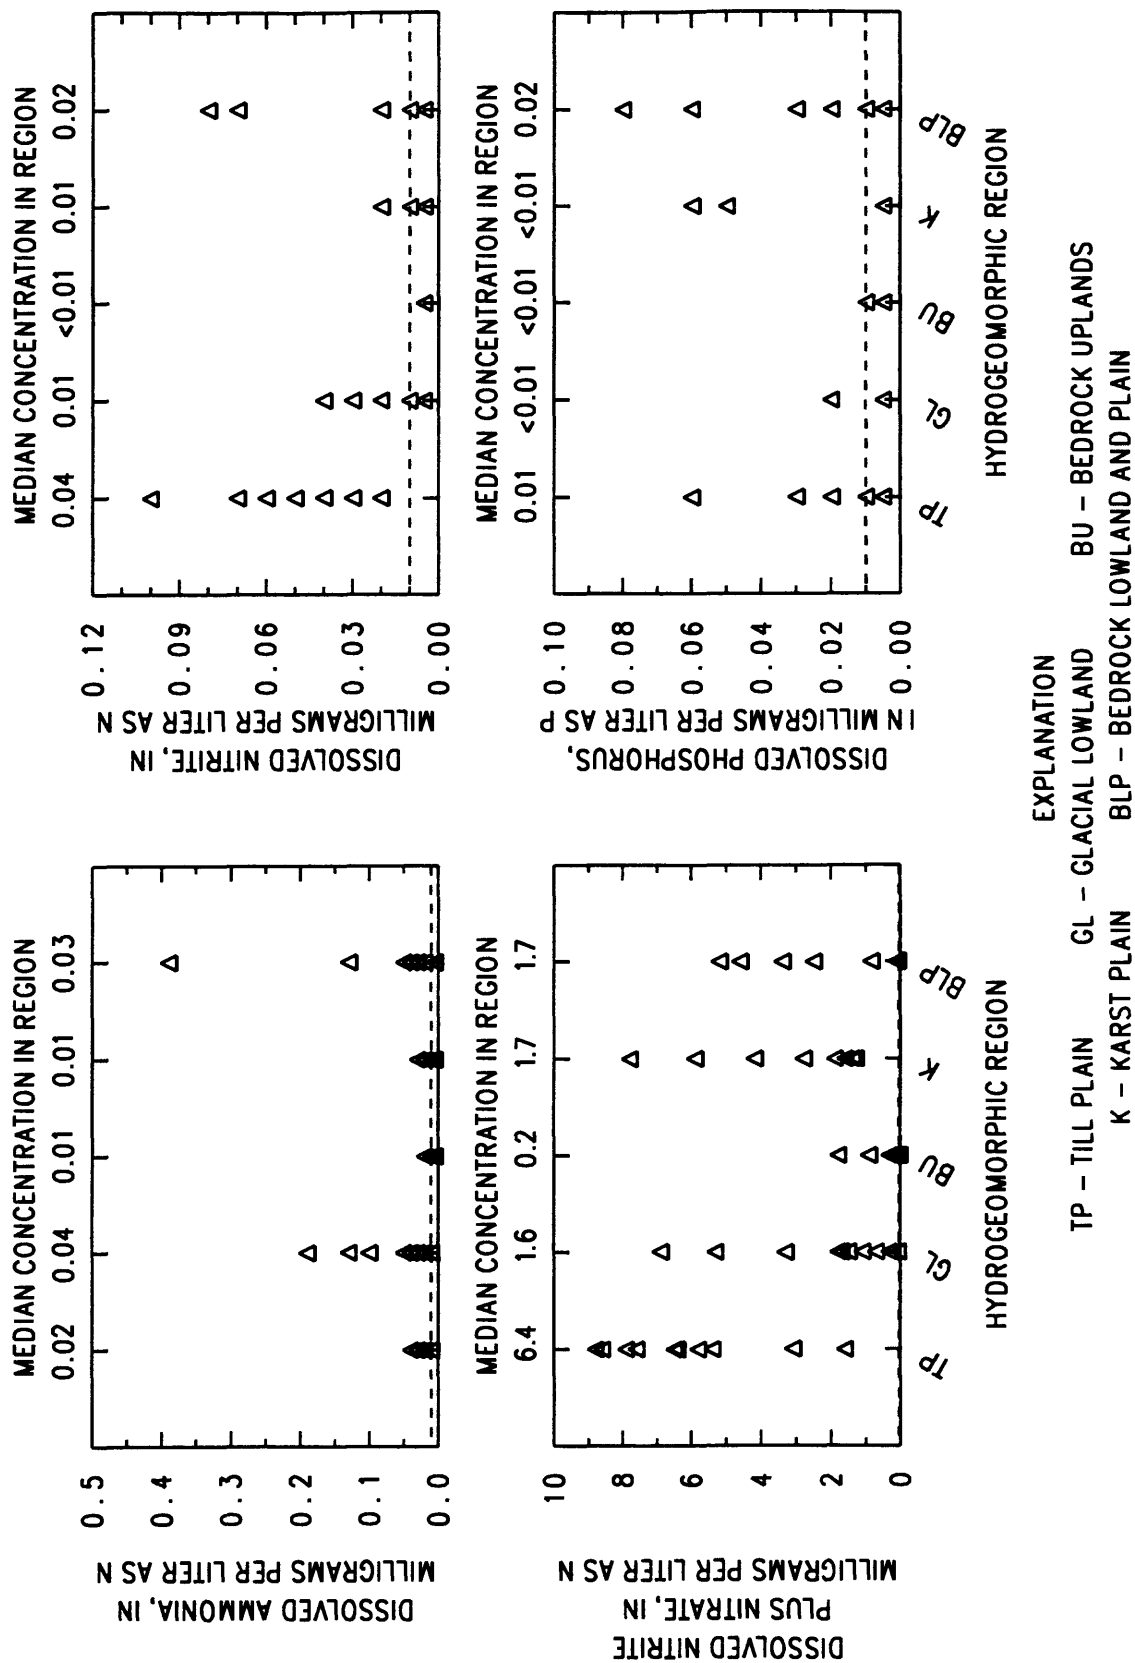 MEDIAN CONCENTRATION IN REGION
0.02 0.04 0.01 0.01 0.03
0.5
0.4
0.3
0.2
0.1
0.0
DISSOLVED AMMONIA, IN
MILLIGRAMS PER LITER AS N
MEDIAN CONCENTRATION IN REGION
0.04 0.01 <0.01 0.01 0.02
0.12
0.09
0.06
0.03
0.00
DISSOLVED NITRITE, IN
MILLIGRAMS PER LITER AS N
MEDIAN CONCENTRATION IN REGION
6.4 1.6 0.2 1.7 1.7
10
8
6
4
2
0
DISSOLVED NITRITE
PLUS NITRATE, IN
MILLIGRAMS PER LITER AS N
TP GL BU K BLP
HYDROGEOMORPHIC REGION
MEDIAN CONCENTRATION IN REGION
0.01 <0.01 <0.01 <0.01 0.02
0.10
0.08
0.06
0.04
0.02
0.00
DISSOLVED PHOSPHORUS,
IN MILLIGRAMS PER LITER AS P
TP GL BU K BLP
HYDROGEOMORPHIC REGION
EXPLANATION
TP – TILL PLAIN GL – GLACIAL LOWLAND BU – BEDROCK UPLANDS
K – KARST PLAIN BLP – BEDROCK LOWLAND AND PLAIN